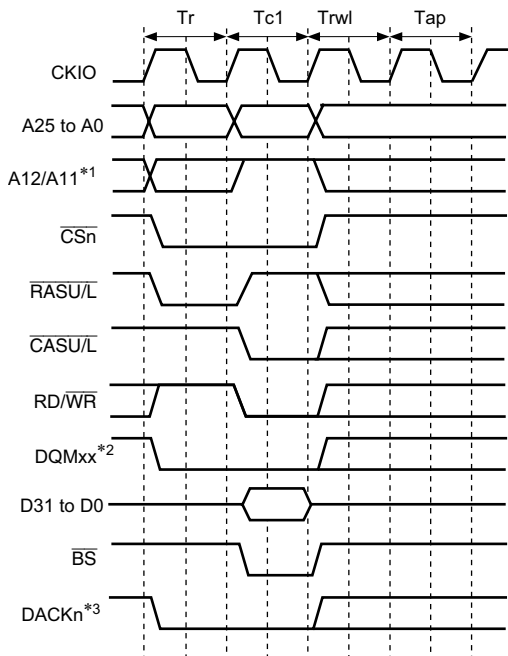 Tr Tc1 Trwl Tap
CKIO
A25 to A0
A12/A11*1
CSn
RASU/L
CASU/L
RD/WR
DQMxx*2
D31 to D0
BS
DACKn*3